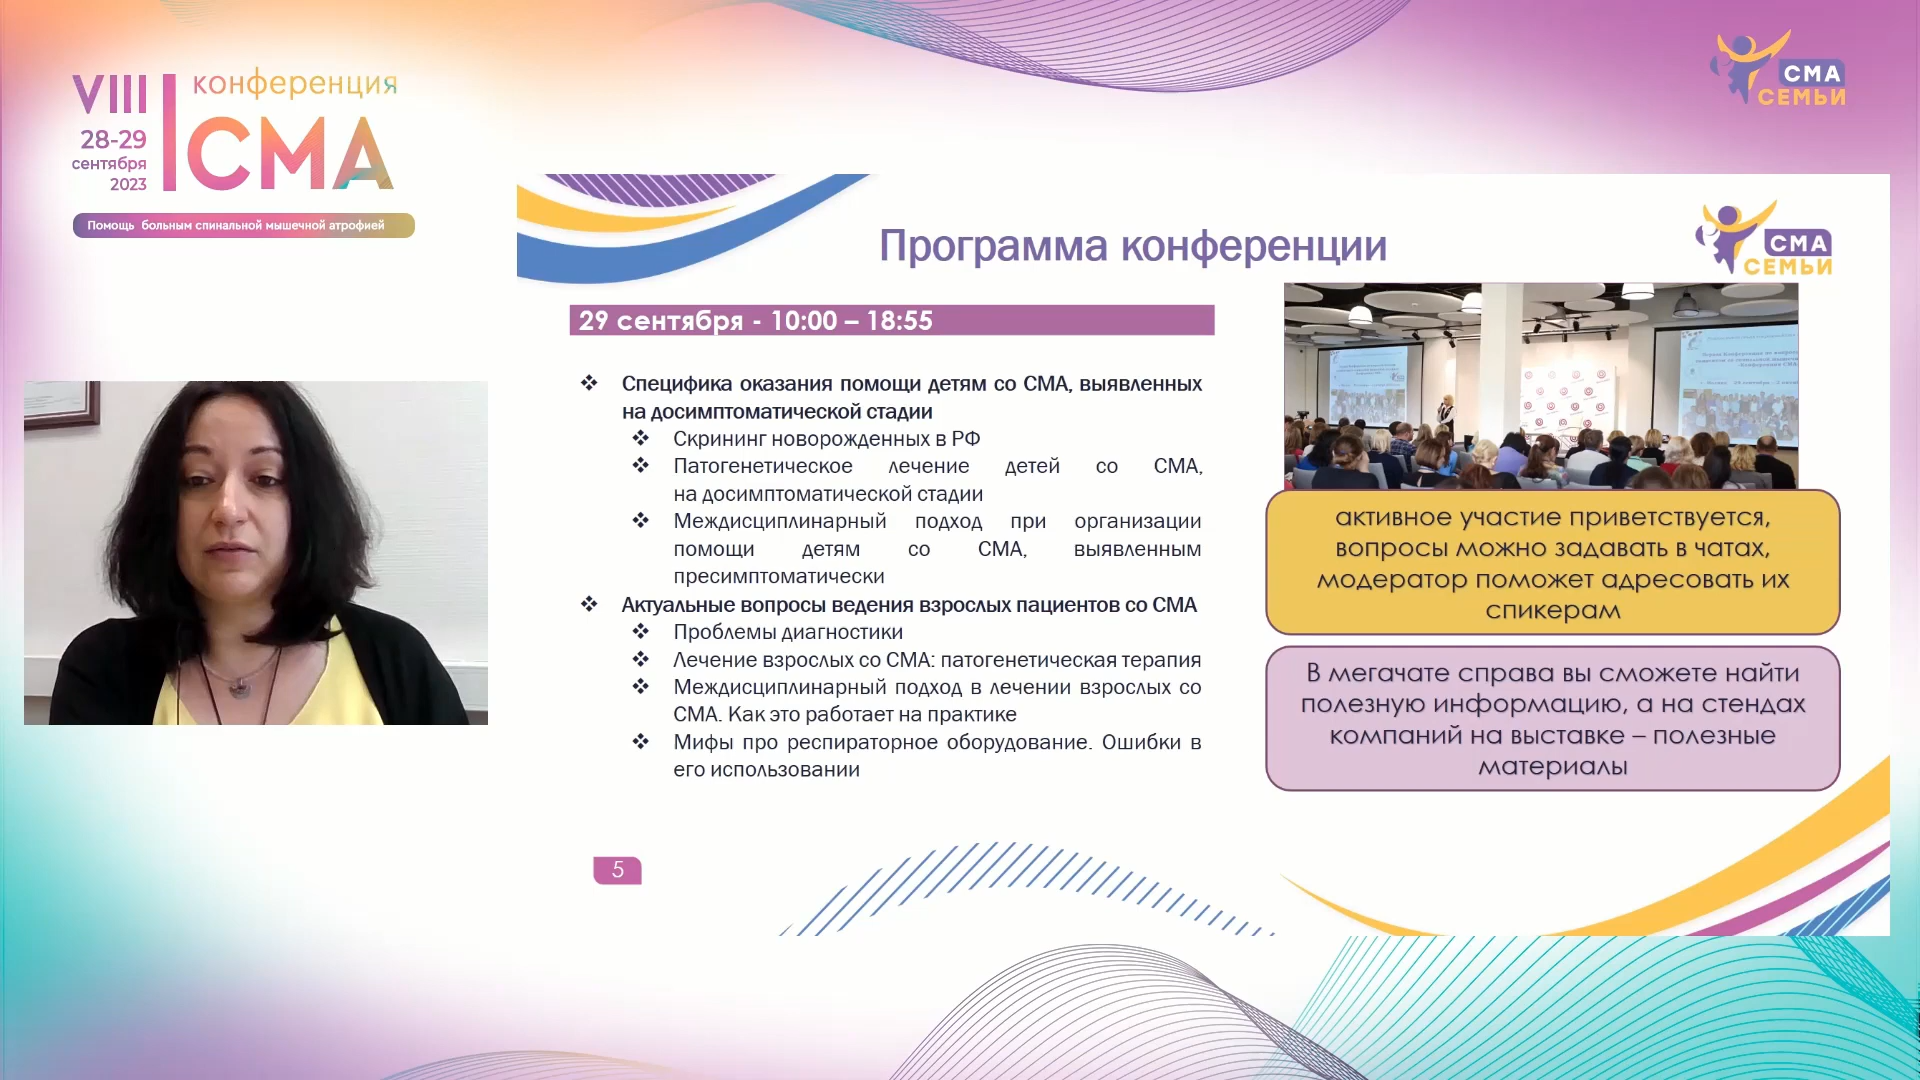 VIII
конференция
28-29
сентября
2023
СМА
Помощь больным спинальной мышечной атрофией
СМА
СЕМЬИ
Программа конференции
СМА
СЕМЬИ
29 сентября - 10:00 – 18:55
❖ Специфика оказания помощи детям со СМА, выявленных
на досимптоматической стадии
❖ Скрининг новорожденных в РФ
❖ Патогенетическое лечение детей со СМА,
на досимптоматической стадии
❖ Междисциплинарный подход при организации
помощи детям со СМА, выявленным
пресимптоматически
❖ Актуальные вопросы ведения взрослых пациентов со СМА
❖ Проблемы диагностики
❖ Лечение взрослых со СМА: патогенетическая терапия
❖ Междисциплинарный подход в лечении взрослых со
СМА. Как это работает на практике
❖ Мифы про респираторное оборудование. Ошибки в
его использовании
активное участие приветствуется,
вопросы можно задавать в чатах,
модератор поможет адресовать их
спикерам
В мегачате справа вы сможете найти
полезную информацию, а на стендах
компаний на выставке – полезные
материалы
5